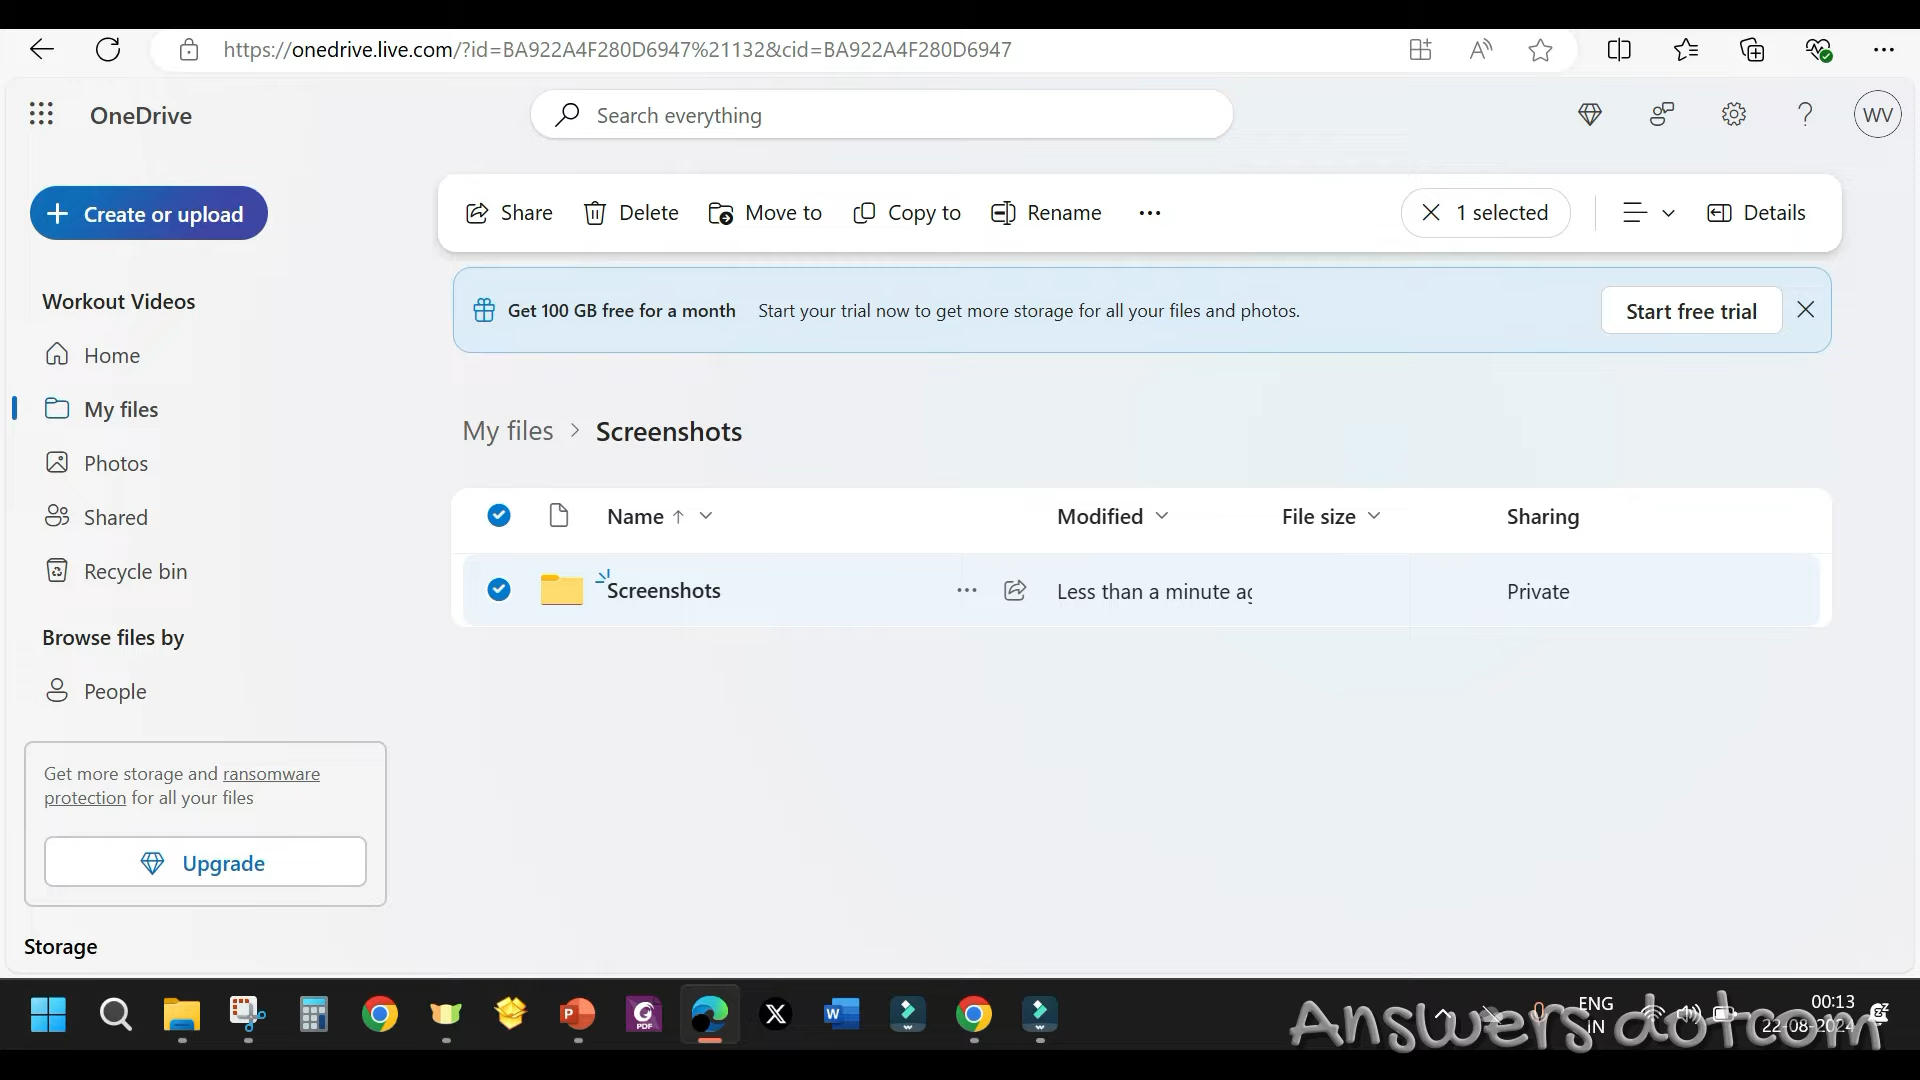 https://onedrive.live.com/?id=BA922A4F280D6947%21132&cid=BA922A4F280D6947
OneDrive
Search everything
WV
Create or upload
Share
Delete
Move to
Copy to
Rename
1 selected
Details
Get 100 GB free for a month
Start your trial now to get more storage for all your files and photos.
Start free trial
Workout Videos
Home
My files
Photos
Shared
Recycle bin
Browse files by
People
Get more storage and ransomware
protection for all your files
Upgrade
Storage
My files > Screenshots
Name
Modified
File size
Sharing
Screenshots
Less than a minute ag
Private
ENG
IN
00:13
22-08-2024
Answers dotcom